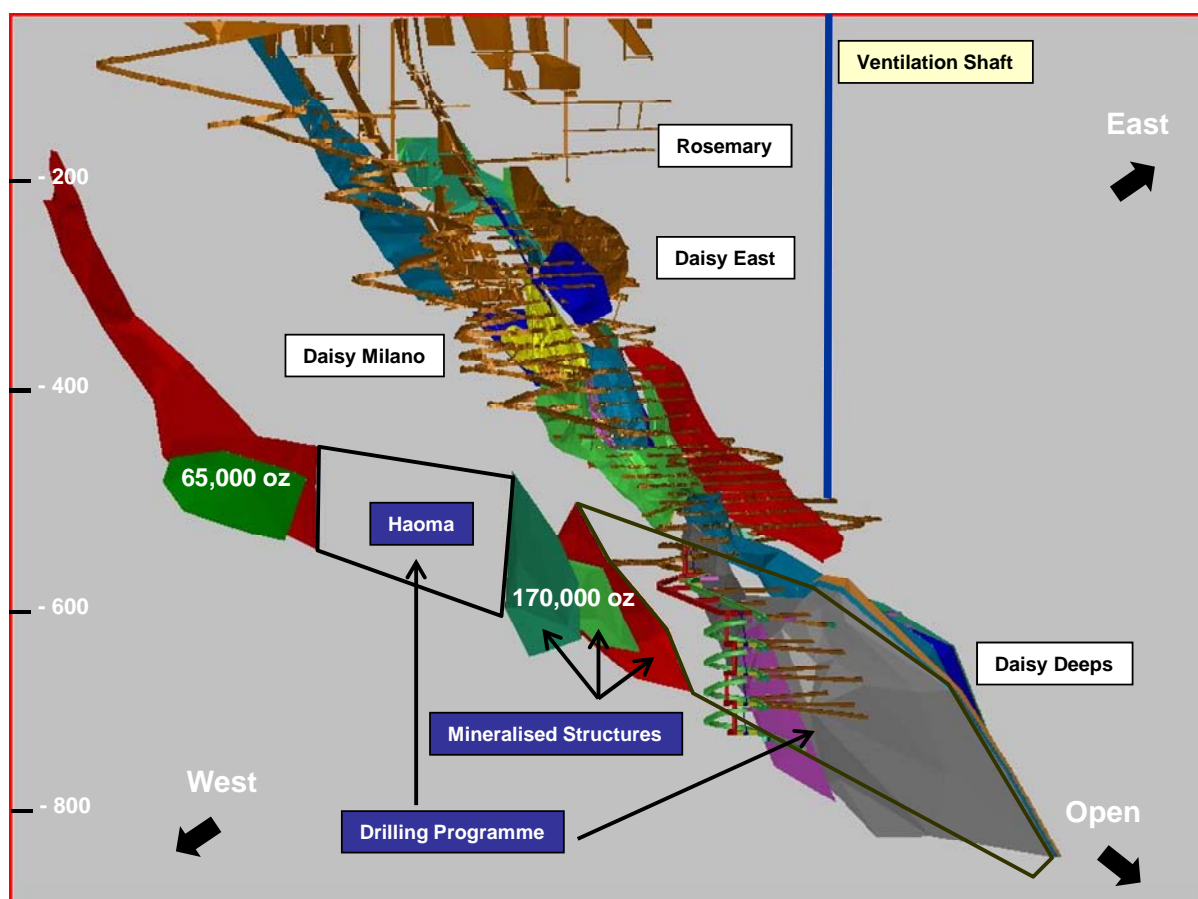 Ventilation Shaft
East
Rosemary
- 200
Daisy East
Daisy Milano
- 400
65,000 oz
Haoma
170,000 oz
- 600
Daisy Deeps
Mineralised Structures
West
- 800
Open
Drilling Programme